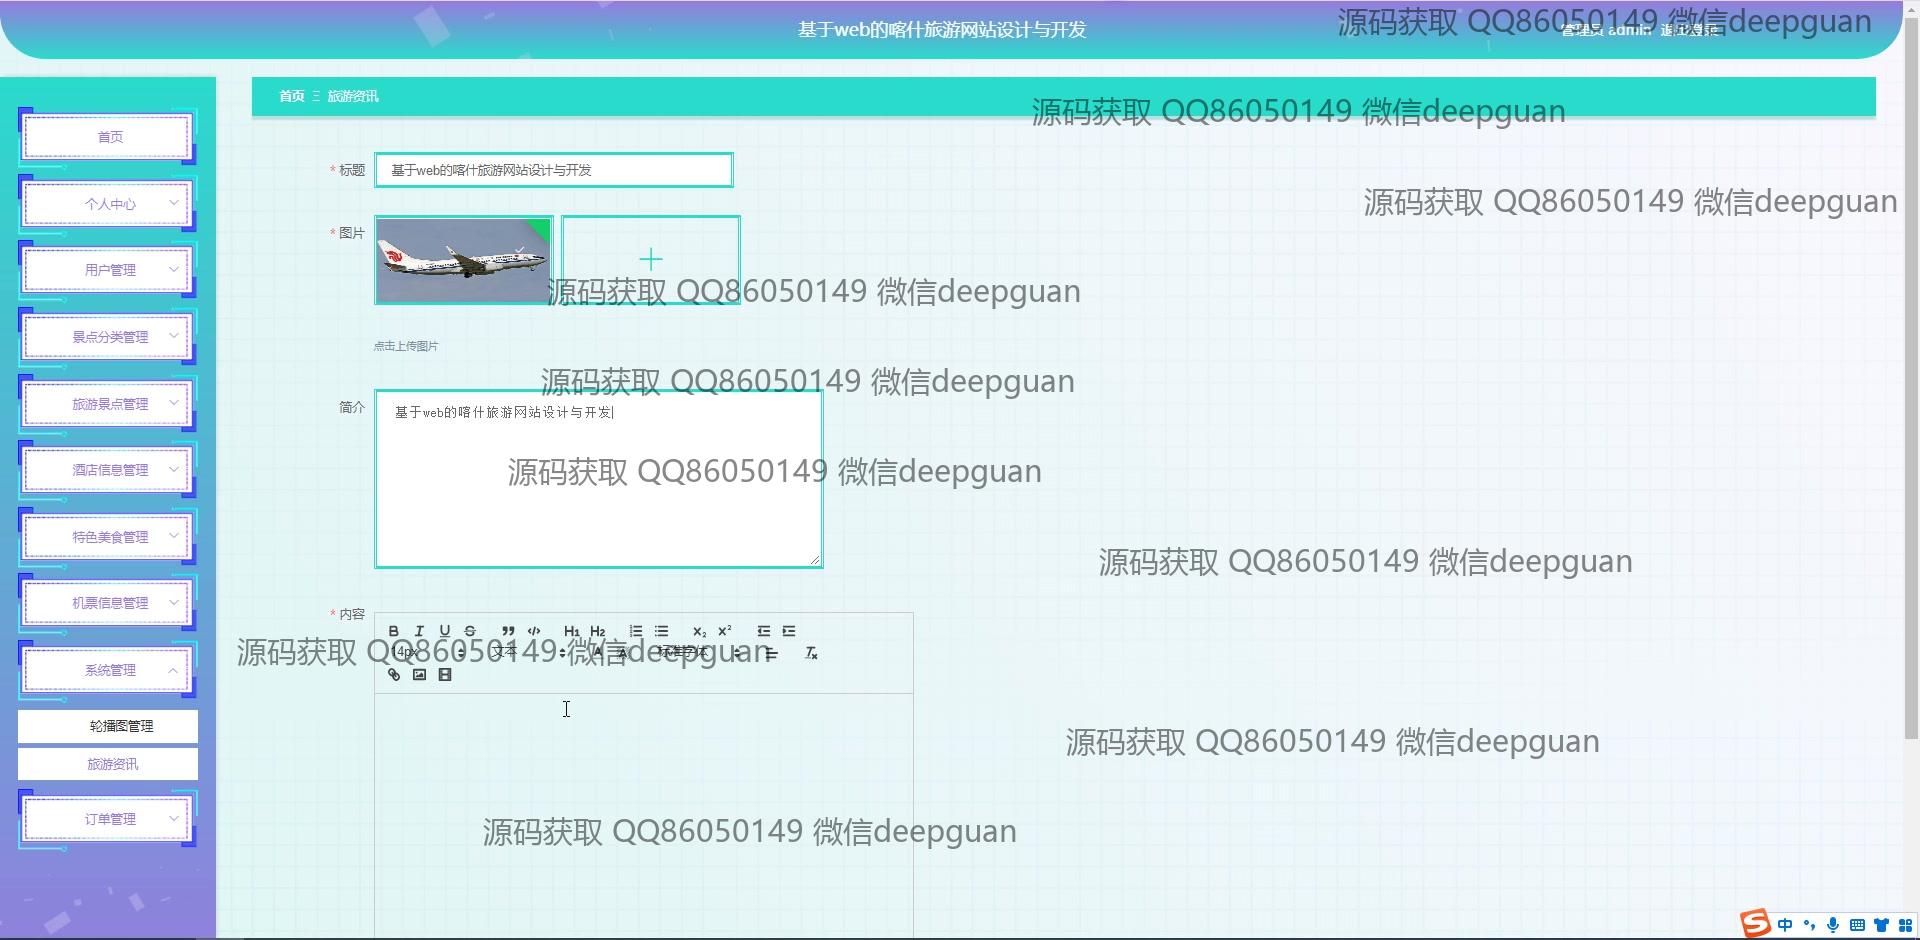 基于web的喀什旅游网站设计与开发
管理员 admin 退出登录
源码获取 QQ86050149 微信deepguan
首页
个人中心
用户管理
景点分类管理
旅游景点管理
酒店信息管理
特色美食管理
机票信息管理
系统管理
轮播图管理
旅游资讯
订单管理
首页 Ξ 旅游资讯
源码获取 QQ86050149 微信deepguan
* 标题 基于web的喀什旅游网站设计与开发
源码获取 QQ86050149 微信deepguan
* 图片
源码获取 QQ86050149 微信deepguan
点击上传图片
源码获取 QQ86050149 微信deepguan
简介 基于web的喀什旅游网站设计与开发
源码获取 QQ86050149 微信deepguan
源码获取 QQ86050149 微信deepguan
* 内容
B I U S H1 H2 X₂ X²
14px 文本 A A 标准字体
源码获取 QQ86050149 微信deepguan
源码获取 QQ86050149 微信deepguan
源码获取 QQ86050149 微信deepguan
中